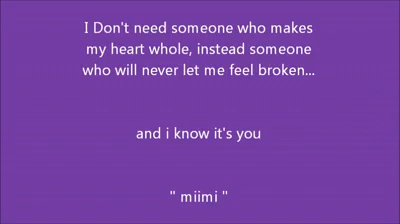 I Don't need someone who makes
my heart whole, instead someone
who will never let me feel broken...
and i know it's you
" miimi "